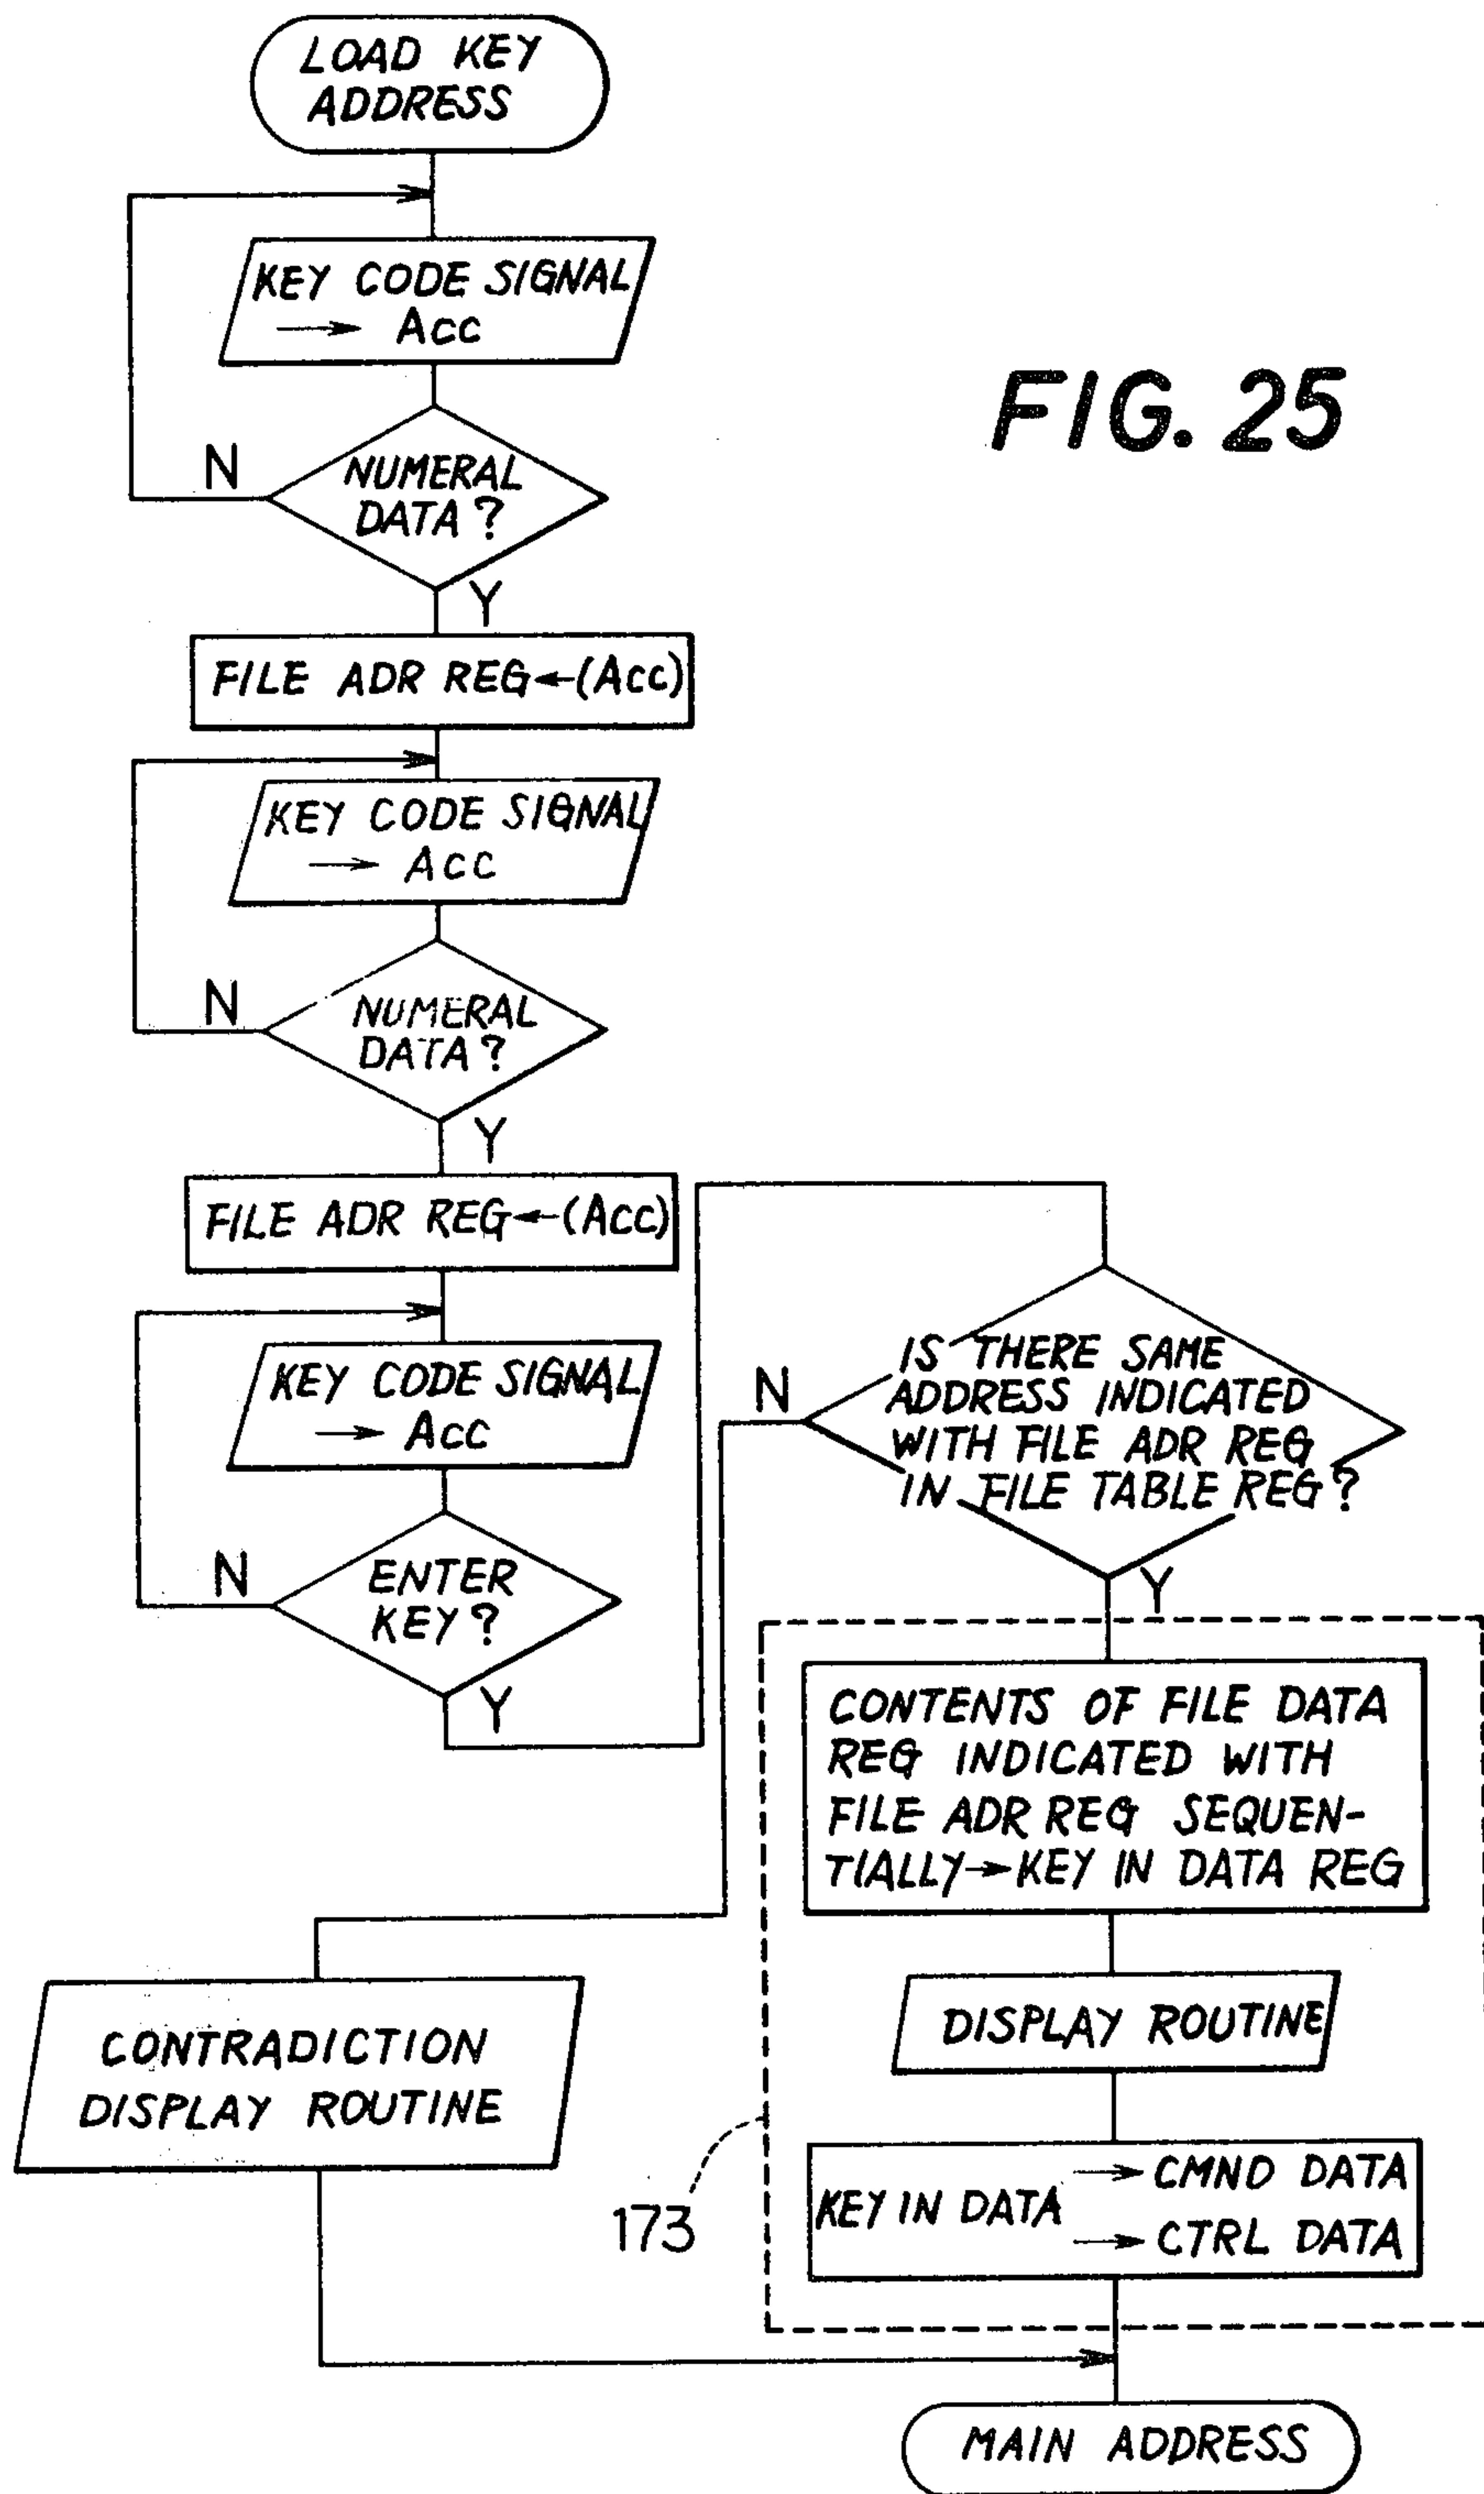 LOAD KEY
ADDRESS
KEY CODE SIGNAL
→ ACC
FIG. 25
N
NUMERAL
DATA?
Y
FILE ADR REG←(ACC)
KEY CODE SIGNAL
→ ACC
N
NUMERAL
DATA?
Y
FILE ADR REG←(ACC)
KEY CODE SIGNAL
→ ACC
N
ENTER
KEY?
Y
IS THERE SAME
ADDRESS INDICATED
WITH FILE ADR REG
IN FILE TABLE REG?
N
Y
CONTENTS OF FILE DATA
REG INDICATED WITH
FILE ADR REG SEQUEN-
TIALLY→KEY IN DATA REG
DISPLAY ROUTINE
KEY IN DATA → CMND DATA
→ CTRL DATA
173
CONTRADICTION
DISPLAY ROUTINE
MAIN ADDRESS